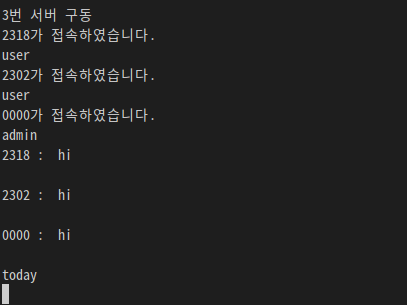 3번 서버 구동
2318가 접속하였습니다.
user
2302가 접속하였습니다.
user
0000가 접속하였습니다.
admin
2318 :  hi
2302 :  hi
0000 :  hi
today